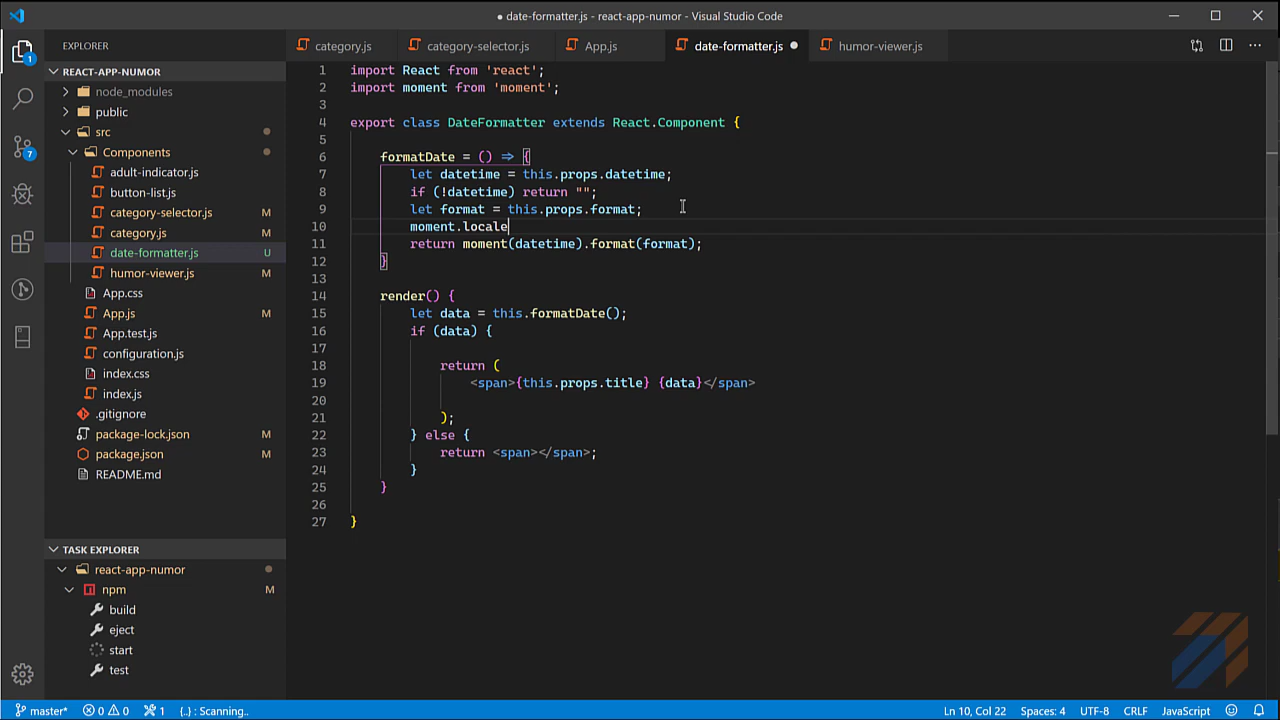 ● date-formatter.js - react-app-numor - Visual Studio Code
EXPLORER
category.js
category-selector.js
App.js
date-formatter.js ●
humor-viewer.js
1
7
REACT-APP-NUMOR
node_modules
public
src
Components
adult-indicator.js
button-list.js
category-selector.js M
category.js M
date-formatter.js U
humor-viewer.js M
App.css
App.js M
App.test.js
configuration.js
index.css
index.js
.gitignore
package-lock.json M
package.json M
README.md
TASK EXPLORER
react-app-numor
npm M
build
eject
start
test
1 import React from 'react';
2 import moment from 'moment';
3
4 export class DateFormatter extends React.Component {
5
6 formatDate = () => {
7 let datetime = this.props.datetime;
8 if (!datetime) return "";
9 let format = this.props.format;
10 moment.locale
11 return moment(datetime).format(format);
12 }
13
14 render() {
15 let data = this.formatDate();
16 if (data) {
17
18 return (
19 <span>{this.props.title} {data}</span>
20
21 );
22 } else {
23 return <span></span>;
24 }
25 }
26
27 }
master* 0 0 1 {..} : Scanning.. Ln 10, Col 22 Spaces: 4 UTF-8 CRLF JavaScript